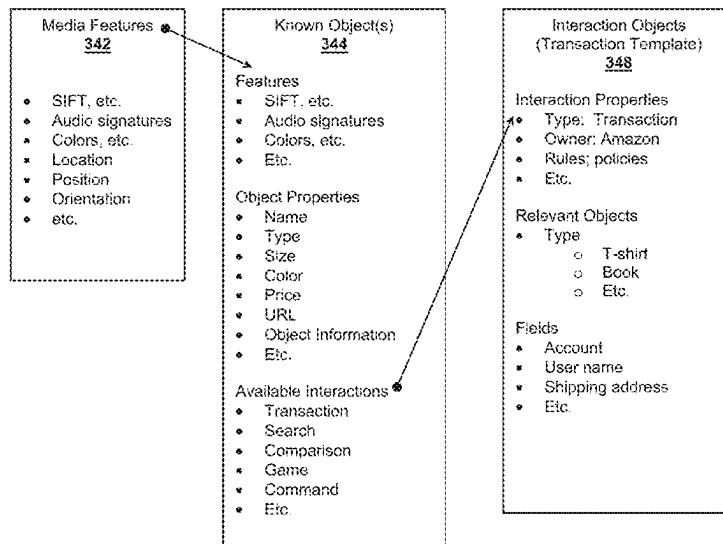 Media Features
342
• SIFT, etc.
• Audio signatures
• Colors, etc.
• Location
• Position
• Orientation
• etc.
Known Object(s)
344
Features
• SIFT, etc.
• Audio signatures
• Colors, etc.
• Etc.
Object Properties
• Name
• Type
• Size
• Color
• Price
• URL
• Object Information
• Etc.
Available Interactions
• Transaction
• Search
• Comparison
• Game
• Command
• Etc.
Interaction Objects
(Transaction Template)
348
Interaction Properties
• Type: Transaction
• Owner: Amazon
• Rules; policies
• Etc.
Relevant Objects
• Type
○ T-shirt
○ Book
○ Etc.
Fields
• Account
• User name
• Shipping address
• Etc.